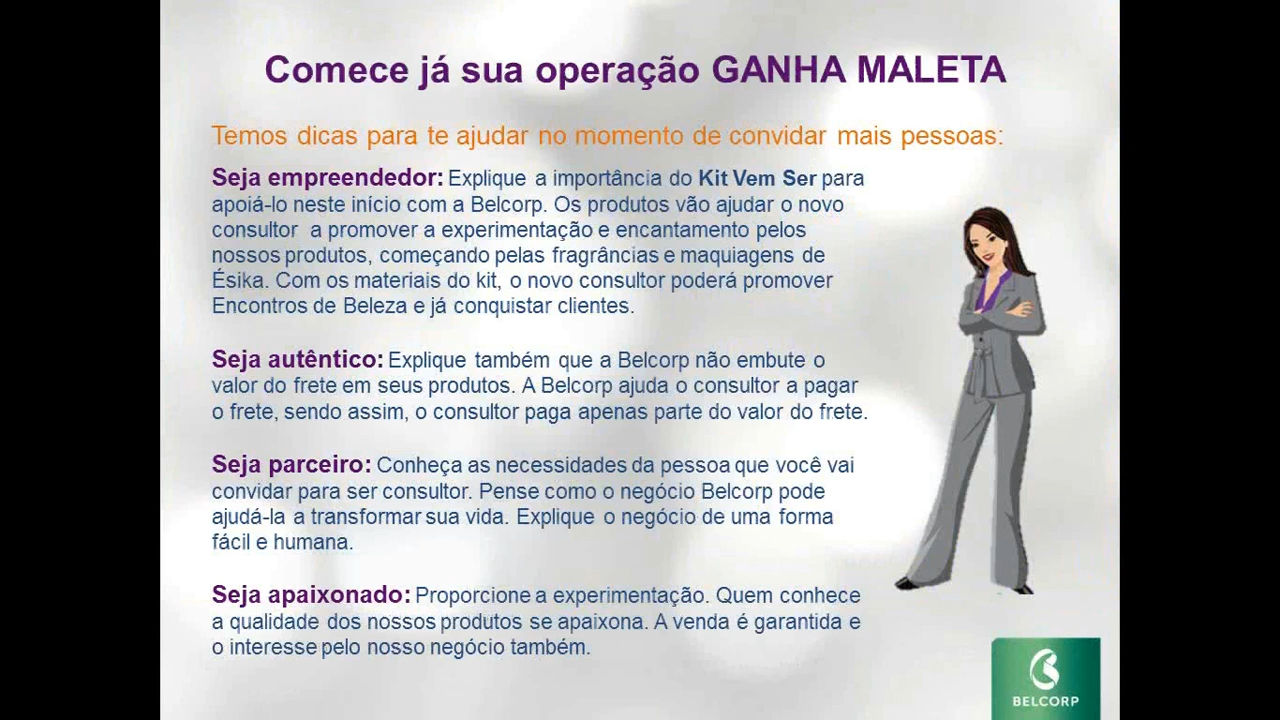 Comece já sua operação GANHA MALETA
Temos dicas para te ajudar no momento de convidar mais pessoas:
Seja empreendedor: Explique a importância do Kit Vem Ser para
apoiá-lo neste início com a Belcorp. Os produtos vão ajudar o novo
consultor a promover a experimentação e encantamento pelos
nossos produtos, começando pelas fragrâncias e maquiagens de
Ésika. Com os materiais do kit, o novo consultor poderá promover
Encontros de Beleza e já conquistar clientes.
Seja autêntico: Explique também que a Belcorp não embute o
valor do frete em seus produtos. A Belcorp ajuda o consultor a pagar
o frete, sendo assim, o consultor paga apenas parte do valor do frete.
Seja parceiro: Conheça as necessidades da pessoa que você vai
convidar para ser consultor. Pense como o negócio Belcorp pode
ajudá-la a transformar sua vida. Explique o negócio de uma forma
fácil e humana.
Seja apaixonado: Proporcione a experimentação. Quem conhece
a qualidade dos nossos produtos se apaixona. A venda é garantida e
o interesse pelo nosso negócio também.
BELCORP